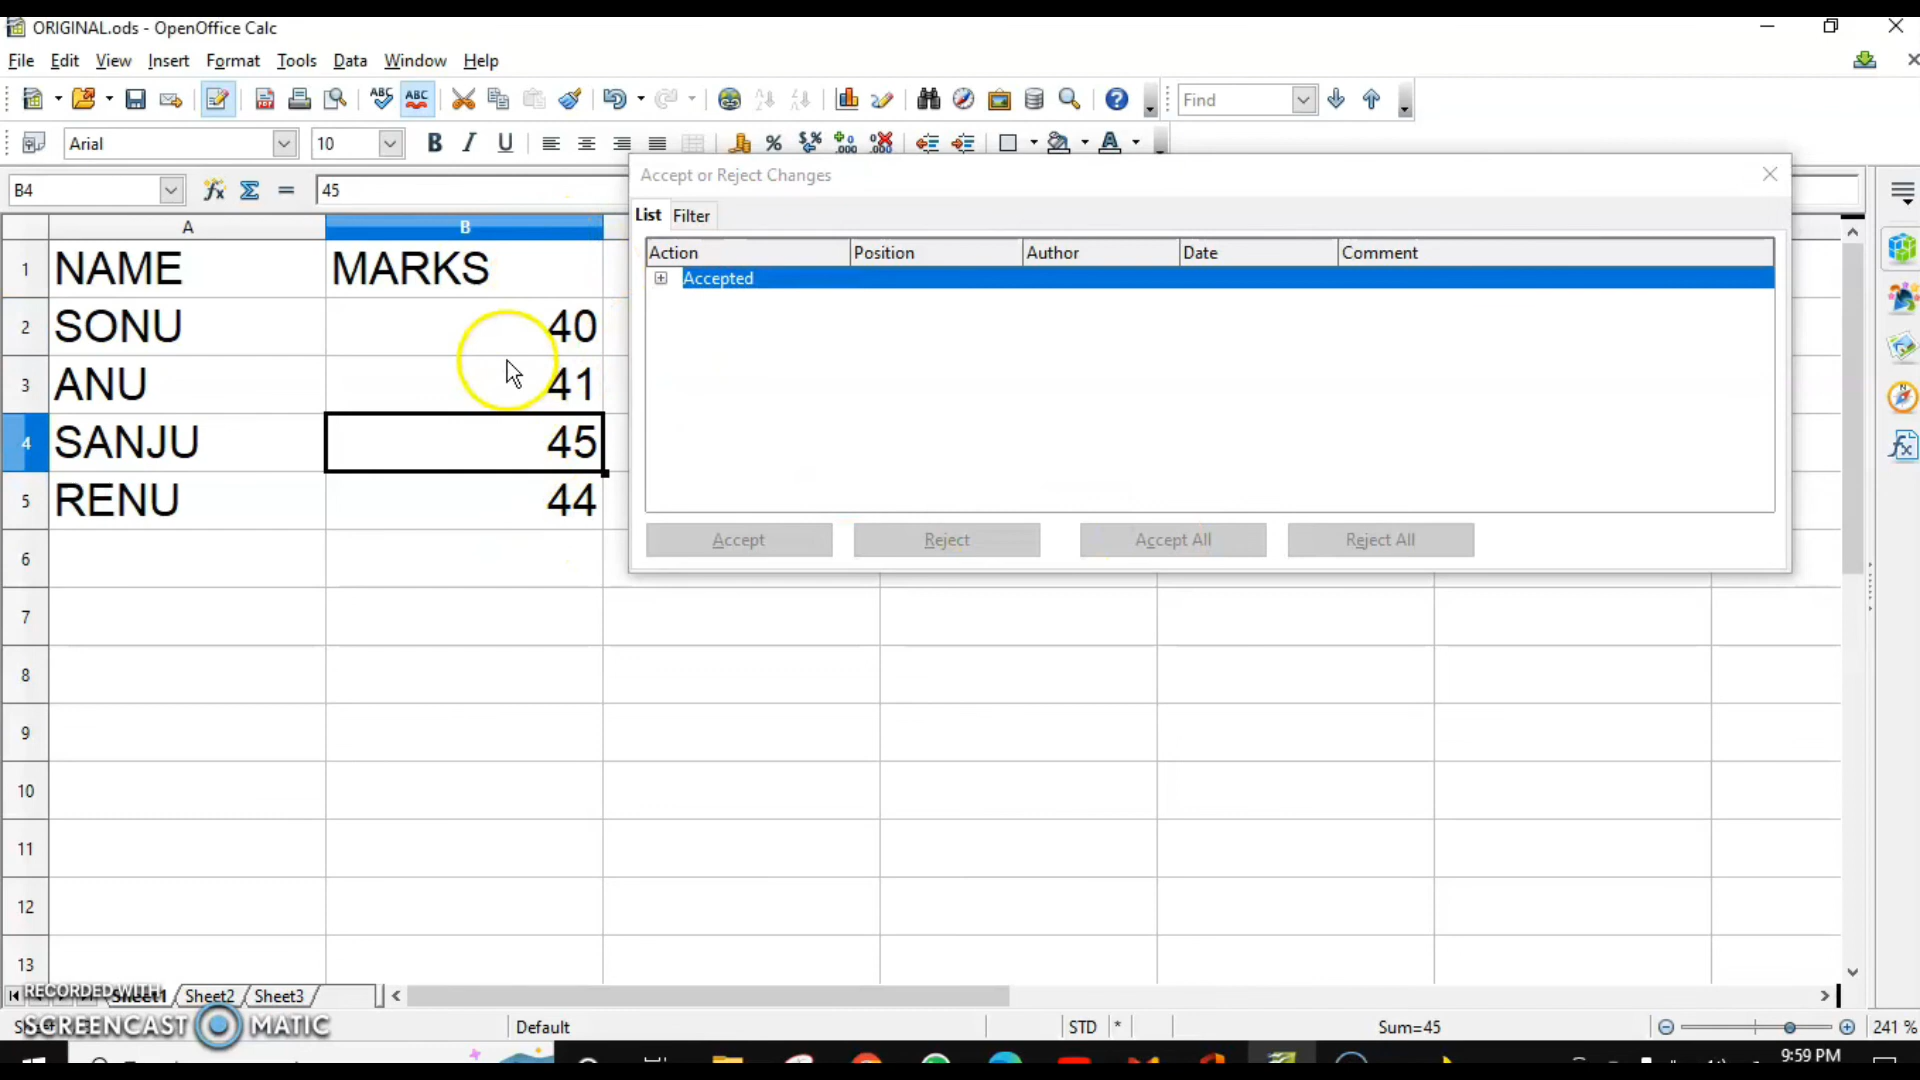 ORIGINAL.ods - OpenOffice Calc
File Edit View Insert Format Tools Data Window Help
ABC ABC Find
Arial 10 B I U
B4 45
Accept or Reject Changes
List Filter
Action Position Author Date Comment
Accepted
Accept Reject Accept All Reject All
A B
1 NAME MARKS
2 SONU 40
3 ANU 41
4 SANJU 45
5 RENU 44
6
7
8
9
10
11
12
13
RECORDED WITH
Sheet1 Sheet2 Sheet3
SCREENCAST MATIC
Default STD * Sum=45 241 %
9:59 PM